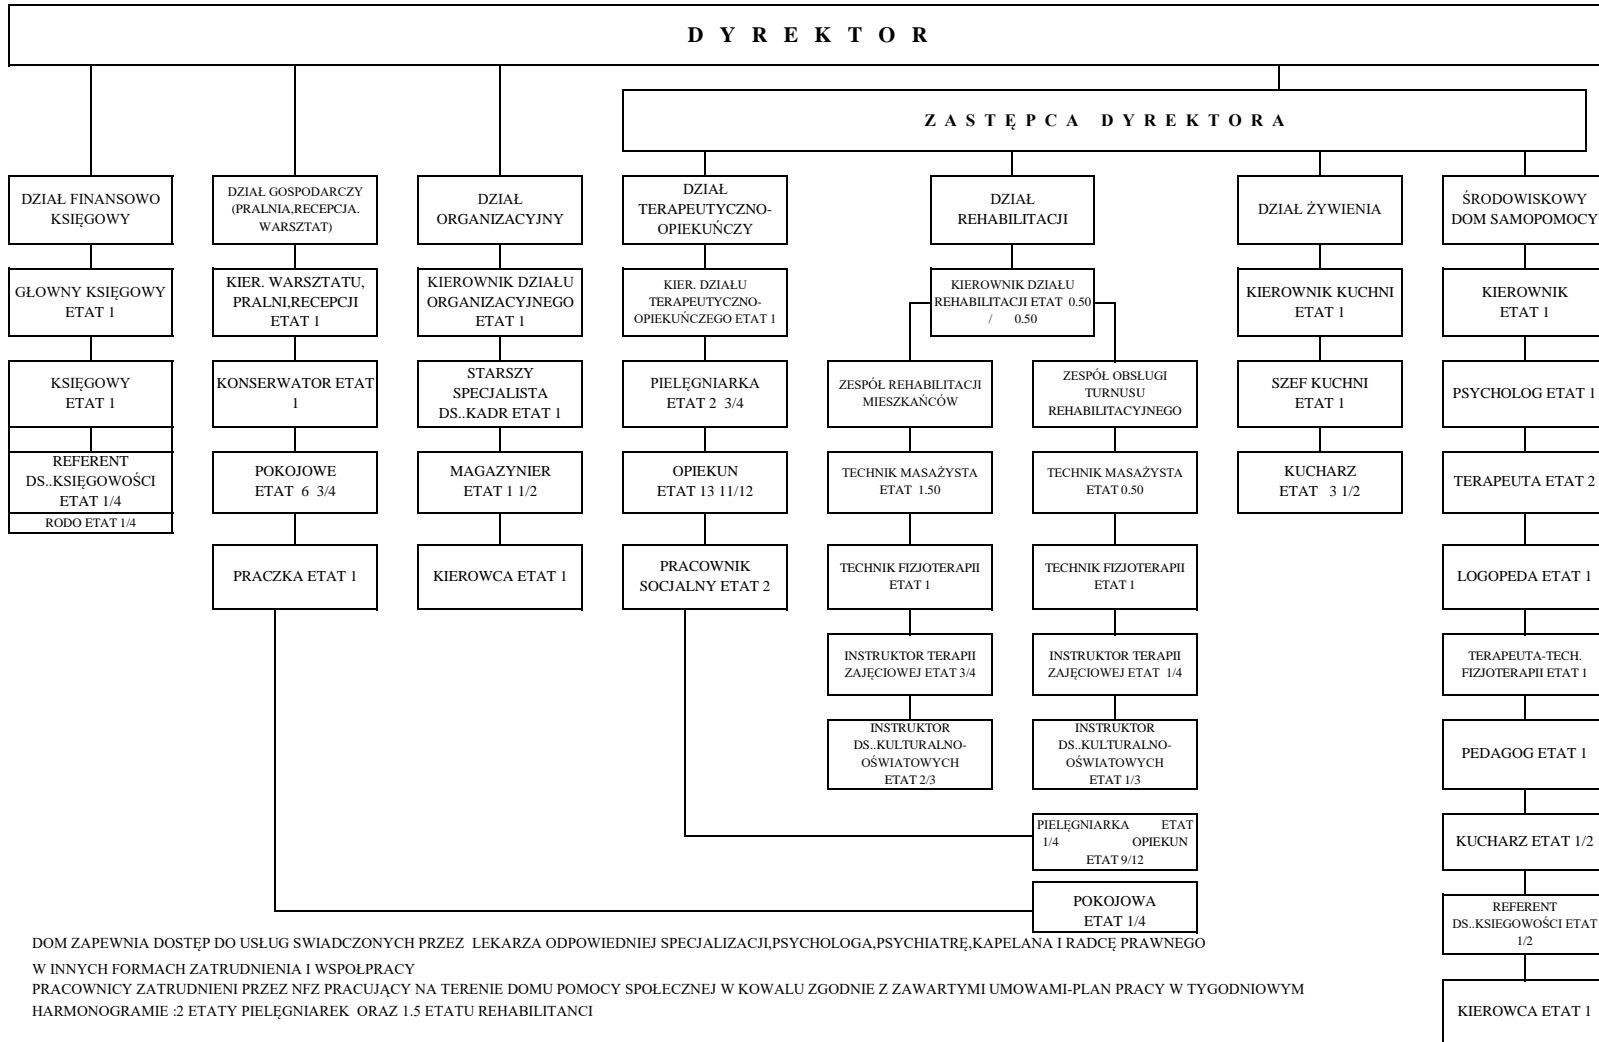 DYREKTOR
ZASTĘPCA DYREKTORA
DZIAŁ FINANSOWO
KSIĘGOWY
GŁOWNY KSIĘGOWY
ETAT 1
KSIĘGOWY
ETAT 1
REFERENT
DS..KSIĘGOWOŚCI
ETAT 1/4
RODO ETAT 1/4
DZIAŁ GOSPODARCZY
(PRALNIA,RECEPCJA.
WARSZTAT)
KIER. WARSZTATU,
PRALNI,RECEPCJI
ETAT 1
KONSERWATOR ETAT
1
POKOJOWE
ETAT 6 3/4
PRACZKA ETAT 1
DZIAŁ
ORGANIZACYJNY
KIEROWNIK DZIAŁU
ORGANIZACYJNEGO
ETAT 1
STARSZY
SPECJALISTA
DS..KADR ETAT 1
MAGAZYNIER
ETAT 1 1/2
KIEROWCA ETAT 1
DZIAŁ
TERAPEUTYCZNO-
OPIEKUŃCZY
KIER. DZIAŁU
TERAPEUTYCZNO-
OPIEKUŃCZEGO ETAT 1
PIELĘGNIARKA
ETAT 2 3/4
OPIEKUN
ETAT 13 11/12
PRACOWNIK
SOCJALNY ETAT 2
DZIAŁ
REHABILITACJI
KIEROWNIK DZIAŁU
REHABILITACJI ETAT 0.50
/ 0.50
ZESPÓŁ REHABILITACJI
MIESZKAŃCÓW
TECHNIK MASAŻYSTA
ETAT 1.50
TECHNIK FIZJOTERAPII
ETAT 1
INSTRUKTOR TERAPII
ZAJĘCIOWEJ ETAT 3/4
INSTRUKTOR
DS..KULTURALNO-
OŚWIATOWYCH
ETAT 2/3
ZESPÓŁ OBSŁUGI
TURNUSU
REHABILITACYJNEGO
TECHNIK MASAŻYSTA
ETAT 0.50
TECHNIK FIZJOTERAPII
ETAT 1
INSTRUKTOR TERAPII
ZAJĘCIOWEJ ETAT 1/4
INSTRUKTOR
DS..KULTURALNO-
OŚWIATOWYCH
ETAT 1/3
PIELĘGNIARKA ETAT
1/4 OPIEKUN
ETAT 9/12
POKOJOWA
ETAT 1/4
DZIAŁ ŻYWIENIA
KIEROWNIK KUCHNI
ETAT 1
SZEF KUCHNI
ETAT 1
KUCHARZ
ETAT 3 1/2
ŚRODOWISKOWY
DOM SAMOPOMOCY
KIEROWNIK
ETAT 1
PSYCHOLOG ETAT 1
TERAPEUTA ETAT 2
LOGOPEDA ETAT 1
TERAPEUTA-TECH.
FIZJOTERAPII ETAT 1
PEDAGOG ETAT 1
KUCHARZ ETAT 1/2
REFERENT
DS..KSIEGOWOŚCI ETAT
1/2
KIEROWCA ETAT 1
DOM ZAPEWNIA DOSTĘP DO USŁUG SWIADCZONYCH PRZEZ LEKARZA ODPOWIEDNIEJ SPECJALIZACJI,PSYCHOLOGA,PSYCHIATRĘ,KAPELANA I RADCĘ PRAWNEGO
W INNYCH FORMACH ZATRUDNIENIA I WSPOŁPRACY
PRACOWNICY ZATRUDNIENI PRZEZ NFZ PRACUJĄCY NA TERENIE DOMU POMOCY SPOŁECZNEJ W KOWALU ZGODNIE Z ZAWARTYMI UMOWAMI-PLAN PRACY W TYGODNIOWYM
HARMONOGRAMIE :2 ETATY PIELĘGNIAREK ORAZ 1.5 ETATU REHABILITANCI